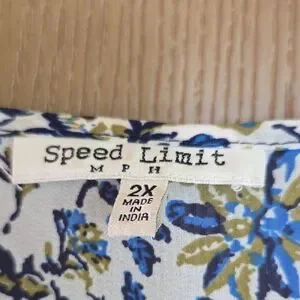 Speed Limit
M P H
2X
MADE
IN
INDIA